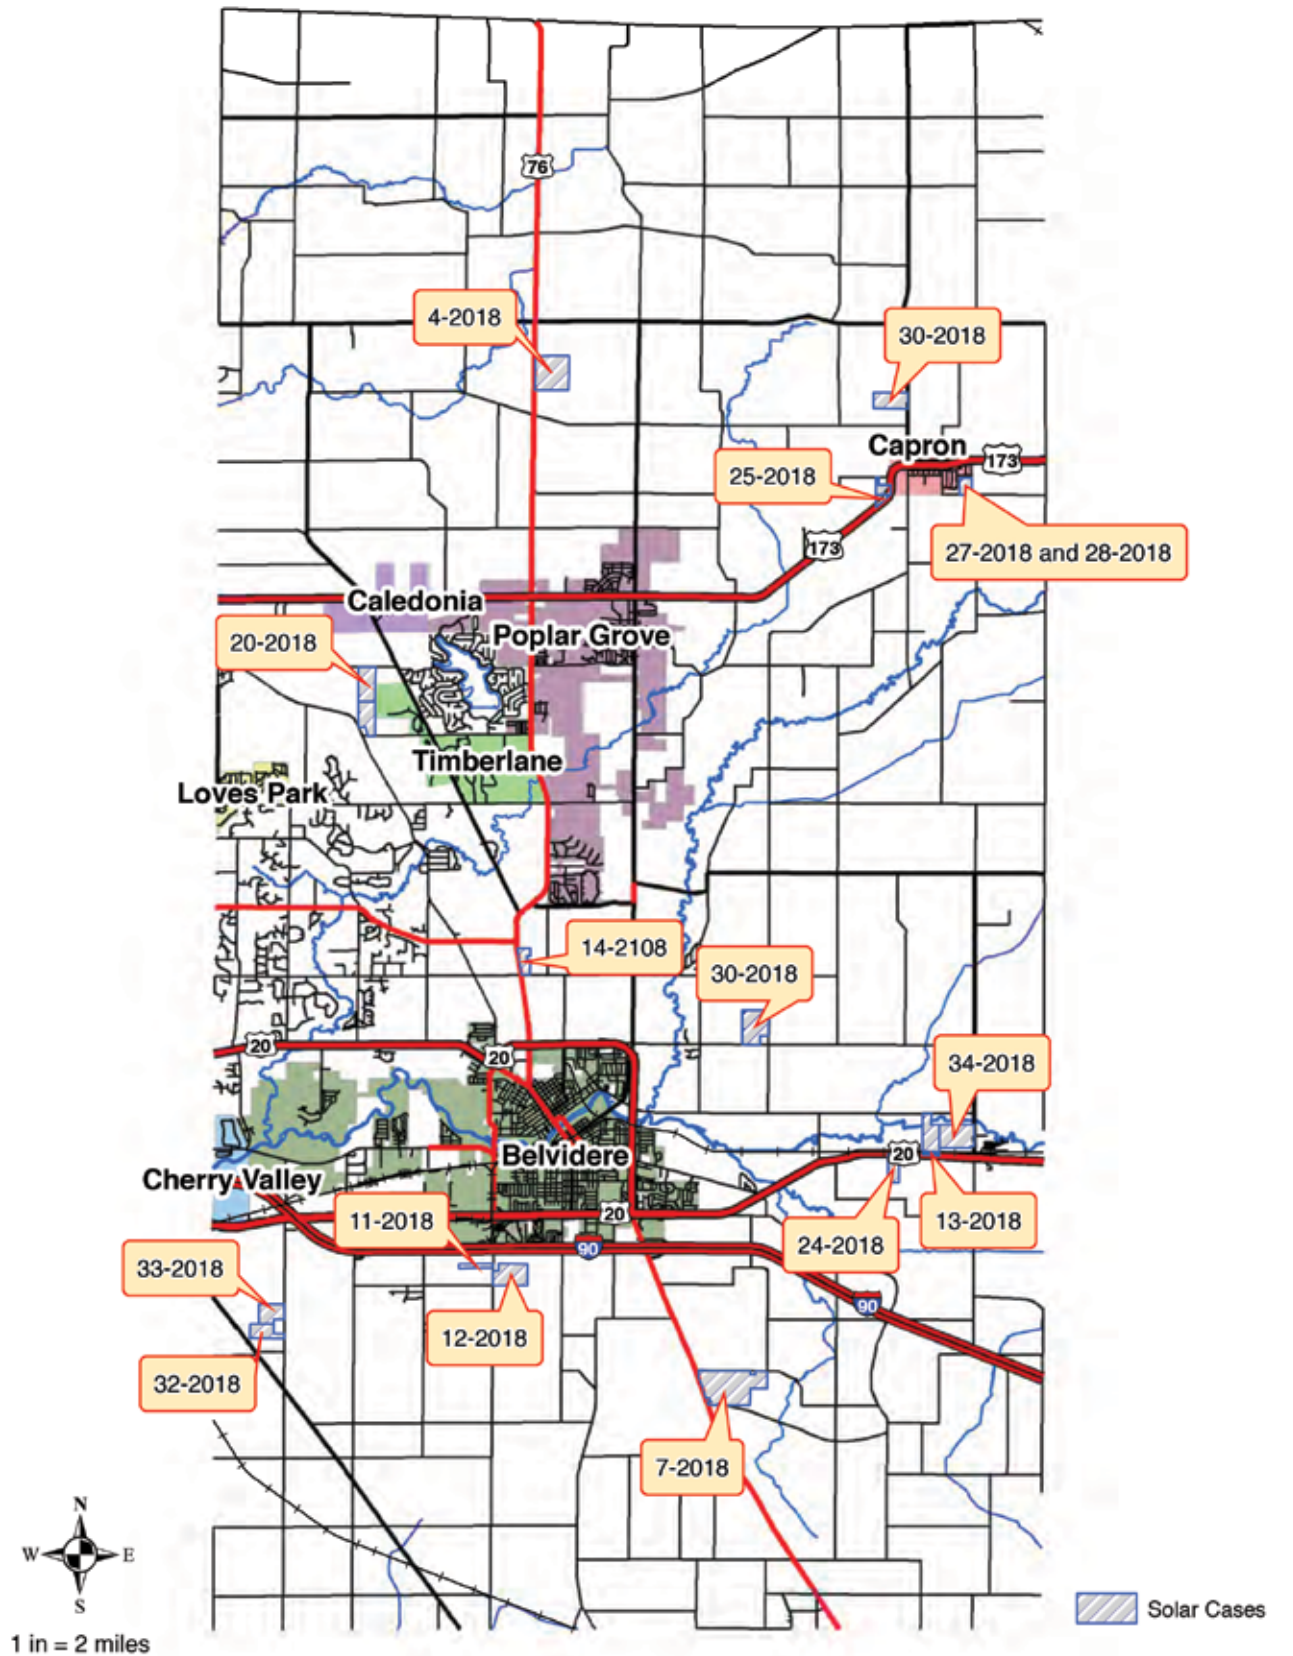 76
4-2018
30-2018
Capron
173
25-2018
173
27-2018 and 28-2018
Caledonia
Poplar Grove
20-2018
Timberlane
Loves Park
14-2108
30-2018
20
20
34-2018
20
Belvidere
Cherry Valley
11-2018
20
13-2018
24-2018
90
33-2018
90
12-2018
32-2018
7-2018
N
W E
S
Solar Cases
1 in = 2 miles